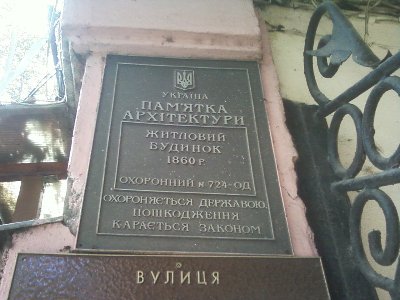 УКРАЇНА
ПАМ'ЯТКА
АРХІТЕКТУРИ
ЖИТЛОВИЙ
БУДИНОК
1860 Р.
ОХОРОННИЙ № 724-ОД
ОХОРОНЯЄТЬСЯ ДЕРЖАВОЮ
ПОШКОДЖЕННЯ
КАРАЄТЬСЯ ЗАКОНОМ
ВУЛИЦЯ